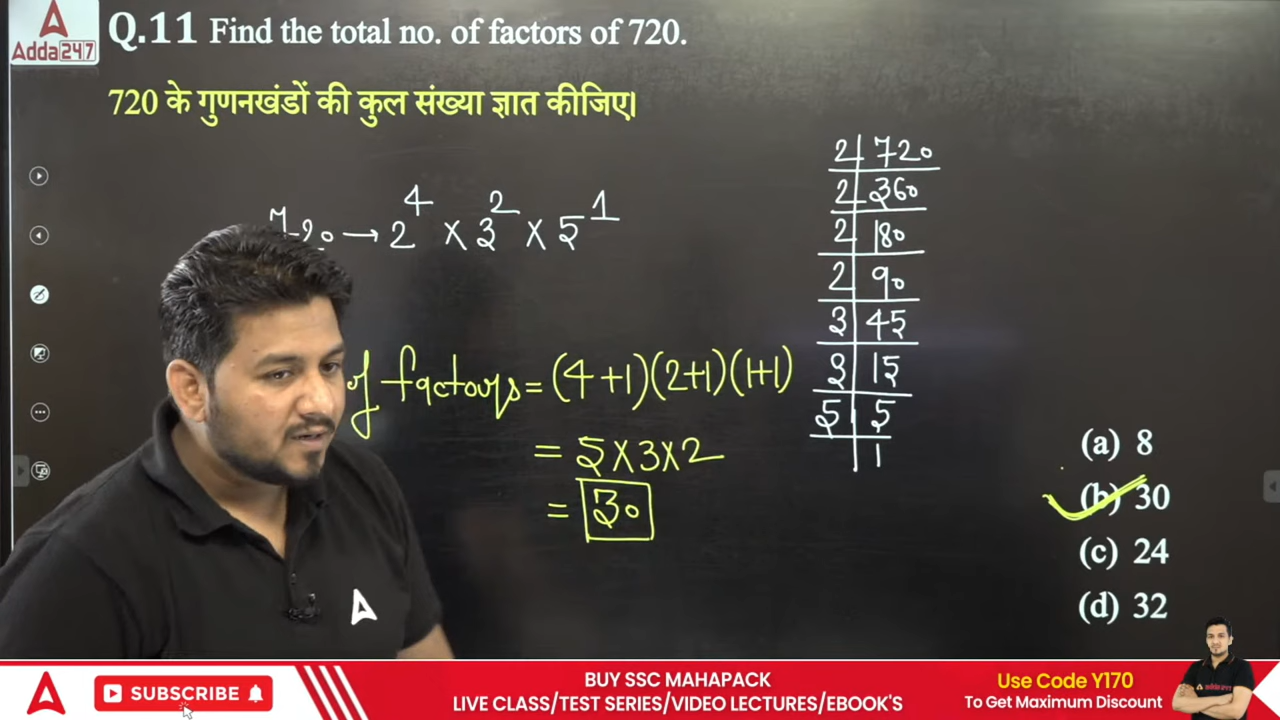 Adda247
Q.11 Find the total no. of factors of 720.
720 के गुणनखंडों की कुल संख्या ज्ञात कीजिए।
720 → 2^4 × 3^2 × 5^1
of factors = (4+1)(2+1)(1+1)
= 5×3×2
= 30
2 720
2 360
2 180
2 90
3 45
3 15
5 5
1
(a) 8
(b) 30
(c) 24
(d) 32
SUBSCRIBE
BUY SSC MAHAPACK
LIVE CLASS/TEST SERIES/VIDEO LECTURES/EBOOK'S
Use Code Y170
To Get Maximum Discount